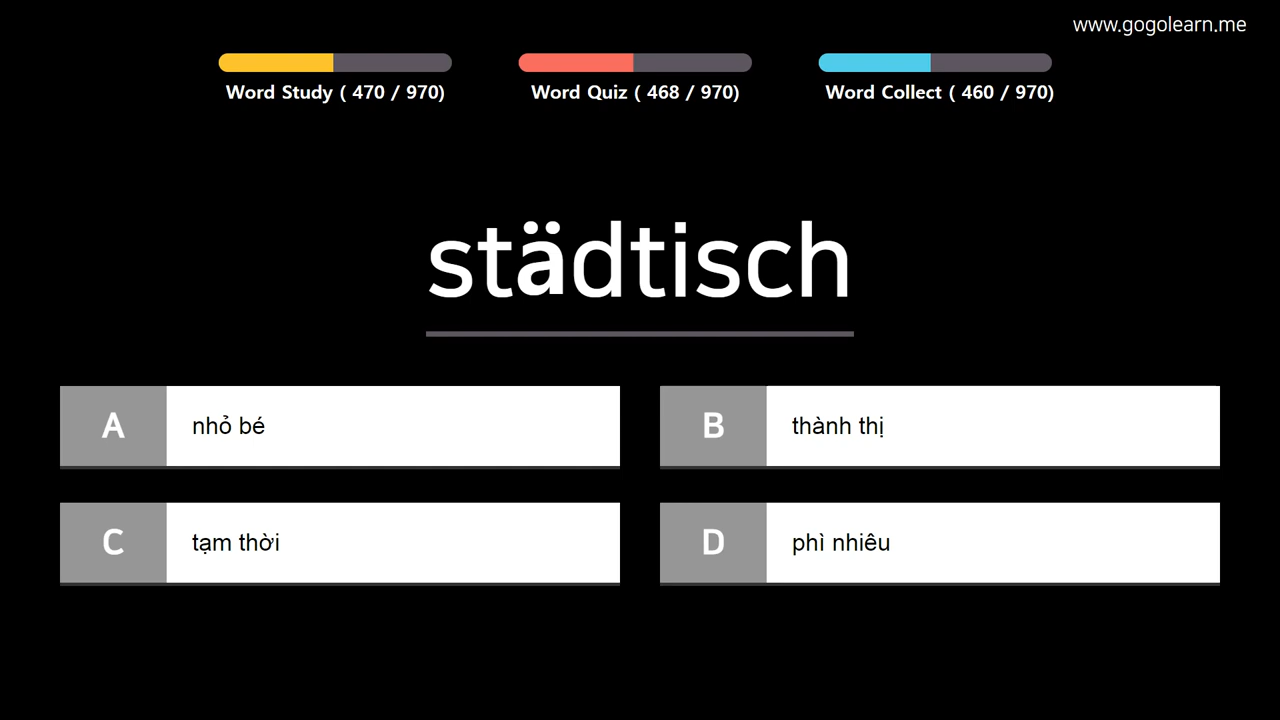 www.gogolearn.me
Word Study ( 470 / 970)
Word Quiz ( 468 / 970)
Word Collect ( 460 / 970)
städtisch
A nhỏ bé
B thành thị
C tạm thời
D phì nhiêu